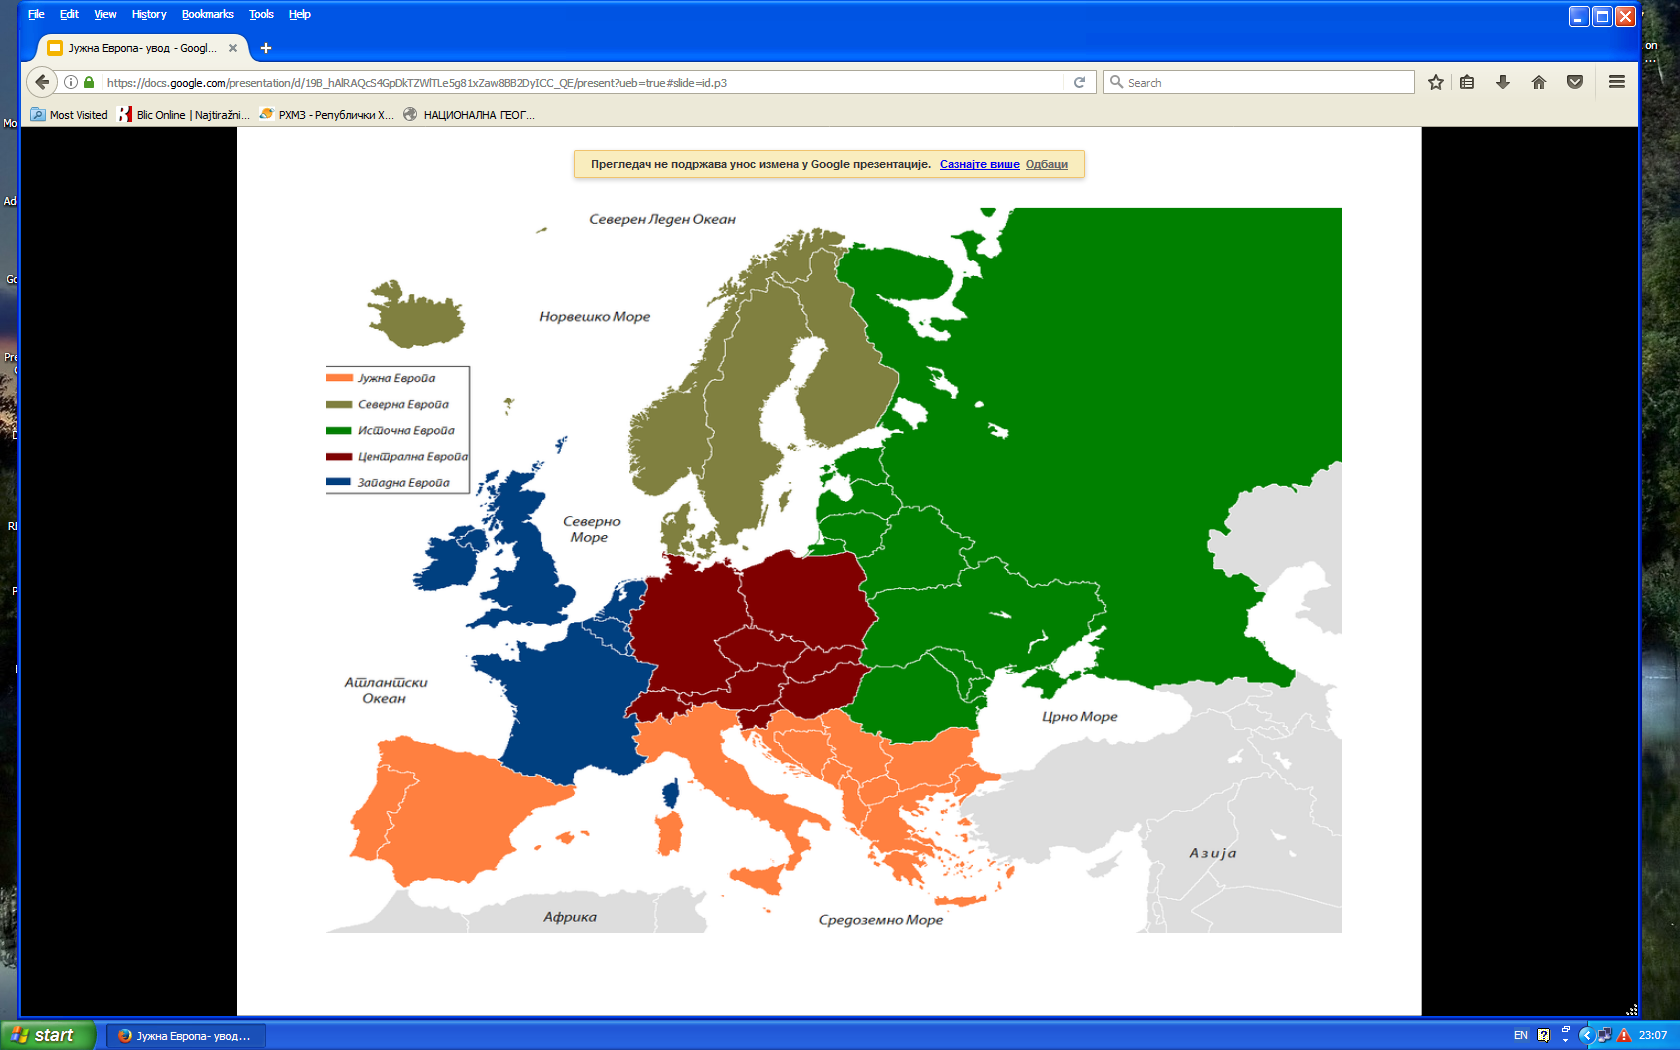 File Edit View History Bookmarks Tools Help
Јужна Европа- увод - Googl...
https://docs.google.com/presentation/d/19B_hAlRAQcS4GpDkTZWlTLe5g81xZaw8BB2DyICC_QE/present?ueb=true#slide=id.p3
Search
Most Visited Blic Online | Najtiražni... РХМЗ - Републички Х... НАЦИОНАЛНА ГЕОГ...
Прегледач не подржава унос измена у Google презентације. Сазнајте више Одбаци
Северен Леден Океан
Норвешко Море
Јужна Европа
Северна Европа
Источна Европа
Централна Европа
Западна Европа
Северно
Море
Атлантски
Океан
Црно Море
Азија
Африка
Средоземно Море
start
Јужна Европа- увод...
EN
23:07